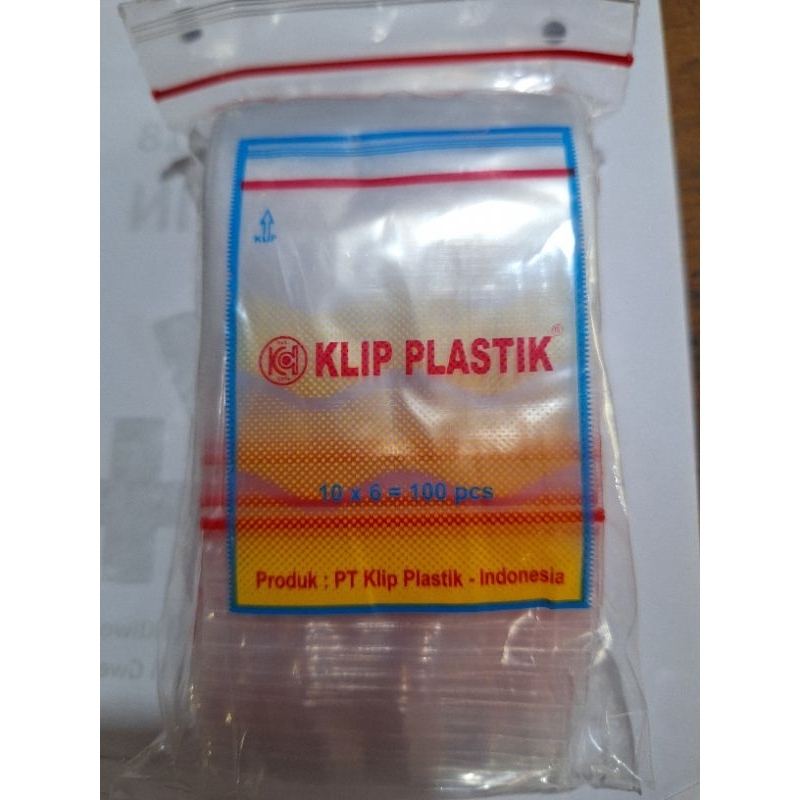 KLIP
KLIP PLASTIK ®
10 x 6 = 100 pcs
Produk : PT Klip Plastik - Indonesia